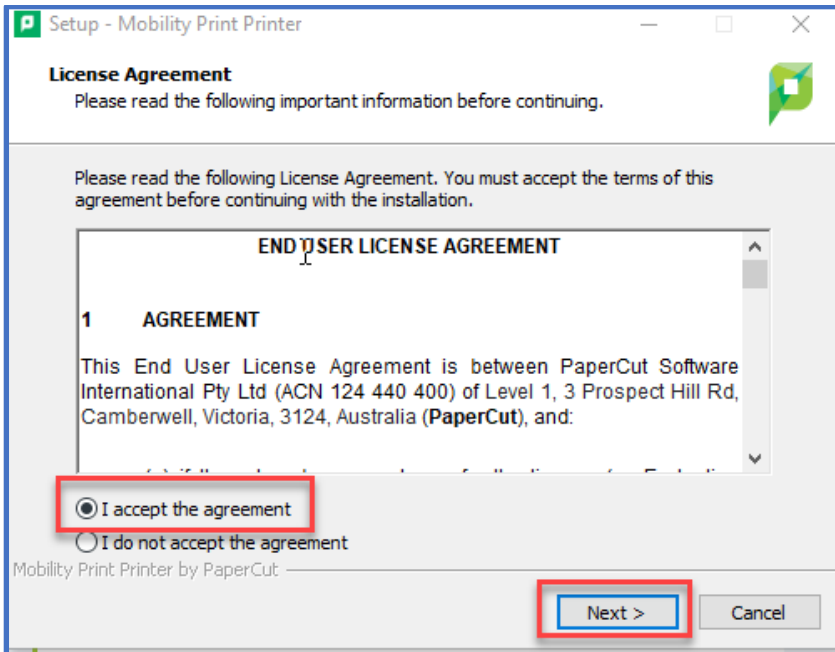 Setup - Mobility Print Printer
License Agreement
Please read the following important information before continuing.
Please read the following License Agreement. You must accept the terms of this
agreement before continuing with the installation.
END USER LICENSE AGREEMENT
1 AGREEMENT
This End User License Agreement is between PaperCut Software
International Pty Ltd (ACN 124 440 400) of Level 1, 3 Prospect Hill Rd,
Camberwell, Victoria, 3124, Australia (PaperCut), and:
I accept the agreement
I do not accept the agreement
Mobility Print Printer by PaperCut
Next >
Cancel